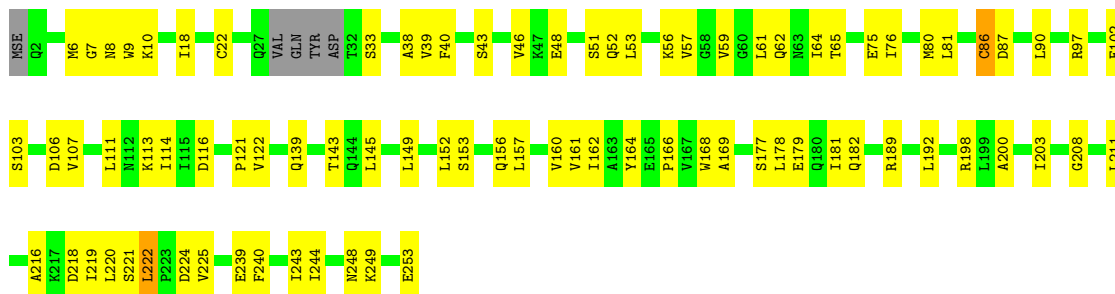 MSE Q2 M6 G7 N8 W9 K10 I18 C22 Q27 VAL GLN TYR ASP T32 S33 A38 V39 F40 S43 V46 K47 E48 S51 Q52 L53 K56 V57 G58 V59 G60 L61 Q62 N63 I64 T65 E75 I76 M80 L81 C86 D87 L90 R97
S103 D106 V107 L111 N112 K113 I114 I115 D116 P121 V122 Q139 T143 Q144 L145 L149 L152 S153 Q156 L157 V160 V161 I162 A163 Y164 E165 P166 V167 W168 A169 S177 L178 E179 Q180 I181 Q182 R189 L192 R198 L199 A200 I203 G208
A216 K217 D218 I219 L220 S221 L222 P223 D224 V225 E239 F240 I243 I244 N248 K249 E253